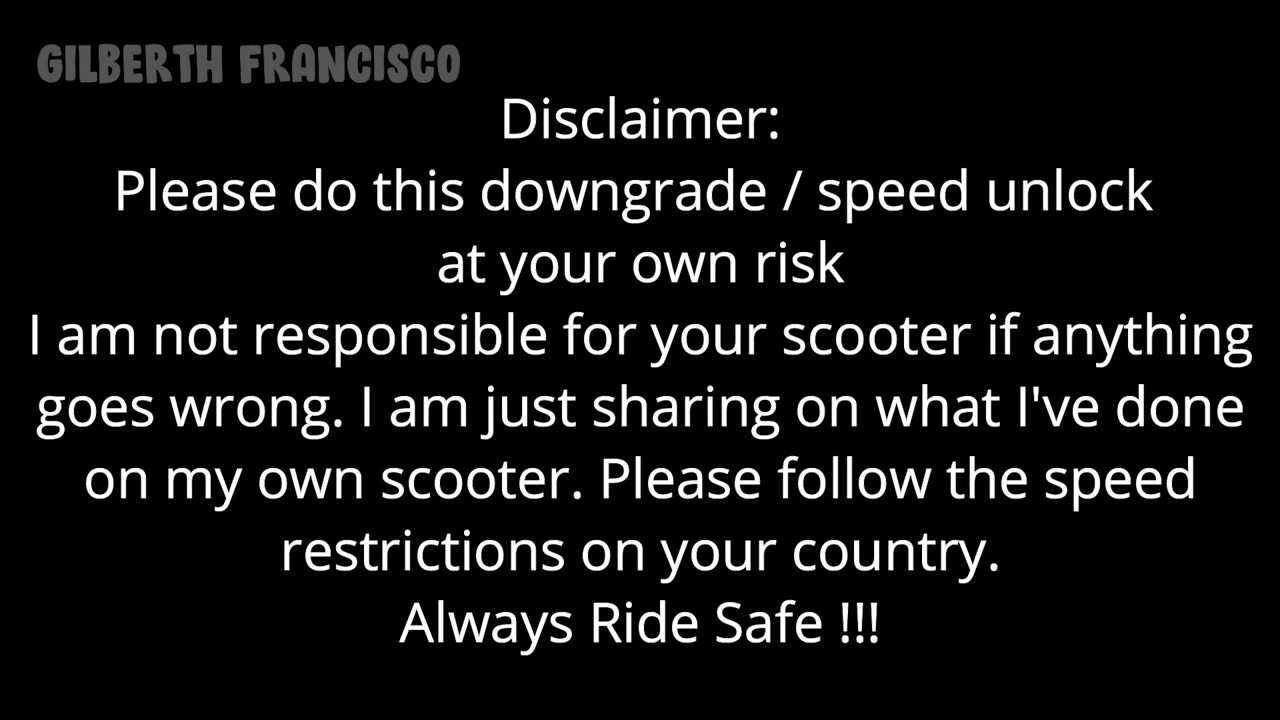 GILBERTH FRANCISCO
Disclaimer:
Please do this downgrade / speed unlock
at your own risk
I am not responsible for your scooter if anything
goes wrong. I am just sharing on what I've done
on my own scooter. Please follow the speed
restrictions on your country.
Always Ride Safe !!!